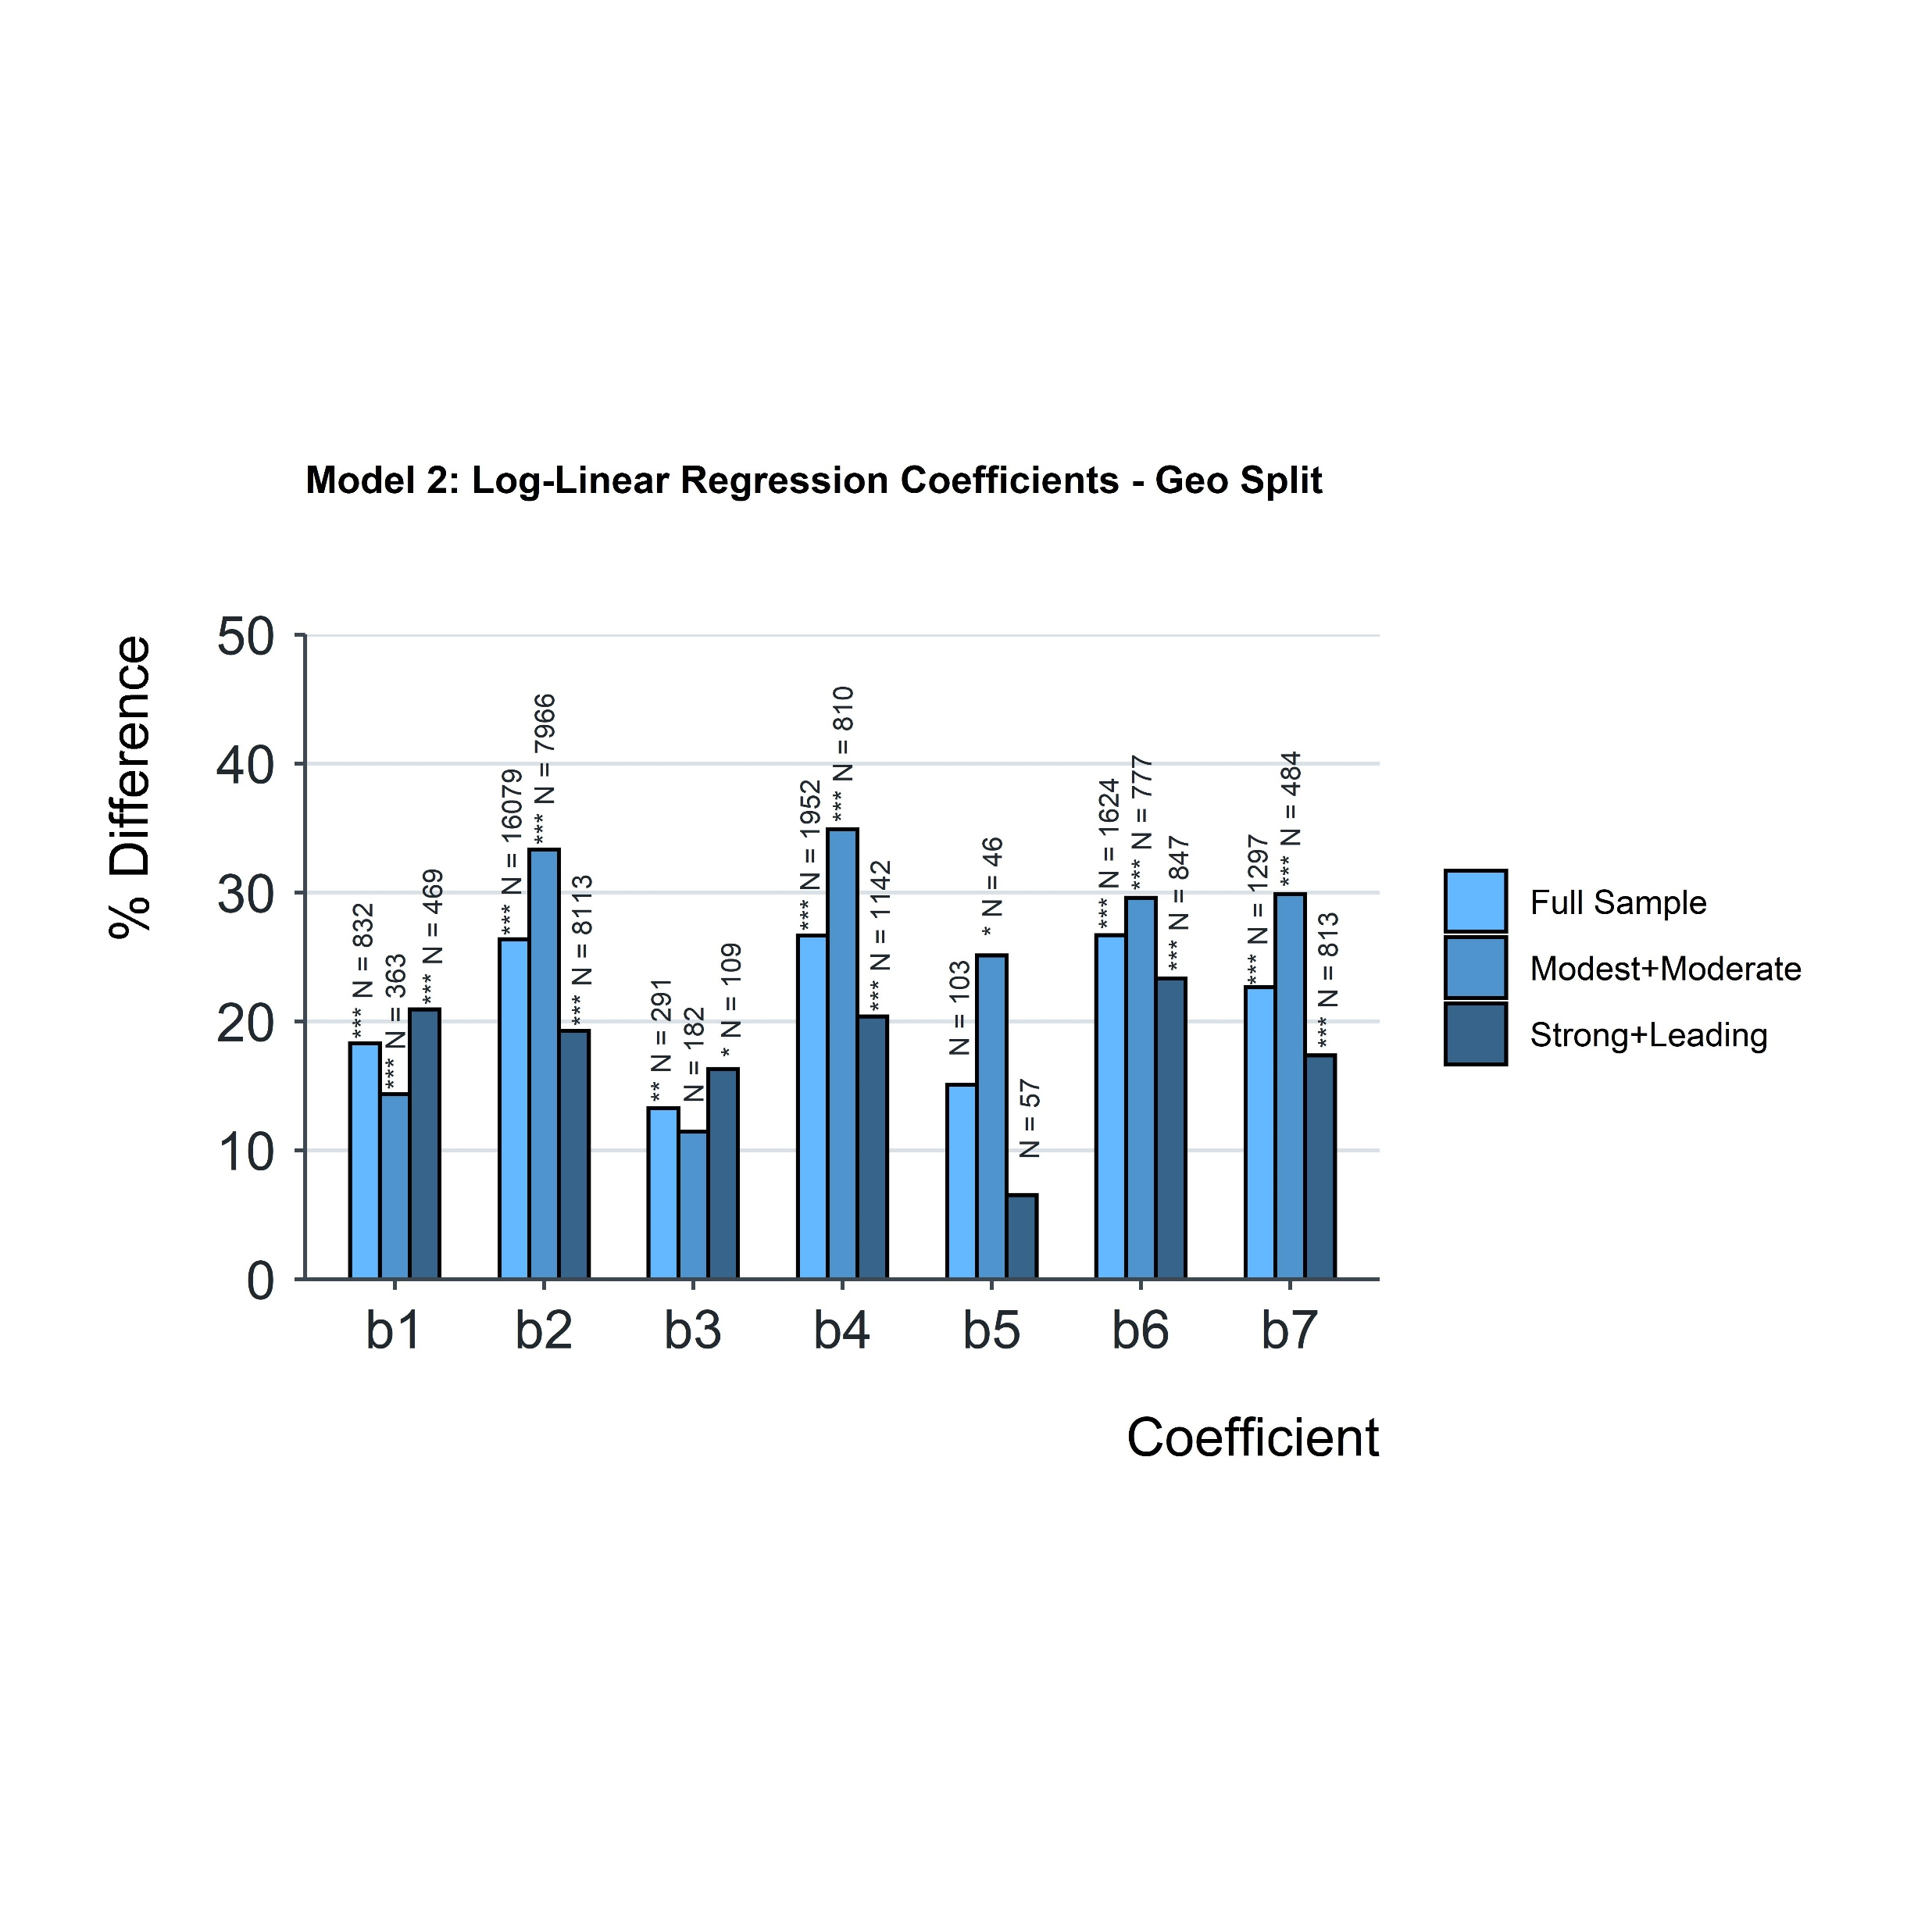 Model 2: Log-Linear Regression Coefficients - Geo Split
% Difference
50
40
30
20
10
0
*** N = 832
*** N = 363
*** N = 469
*** N = 16079
*** N = 7966
*** N = 8113
** N = 291
N = 182
* N = 109
*** N = 1952
*** N = 810
*** N = 1142
N = 103
* N = 46
N = 57
*** N = 1624
*** N = 777
*** N = 847
*** N = 1297
*** N = 484
*** N = 813
b1 b2 b3 b4 b5 b6 b7
Coefficient
Full Sample
Modest+Moderate
Strong+Leading